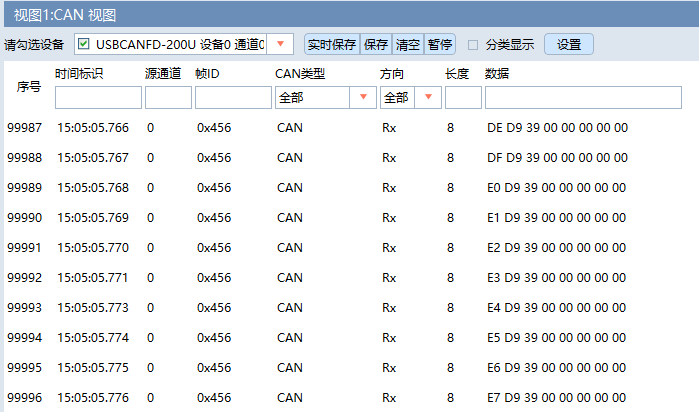 视图1:CAN 视图
请勾选设备 USBCANFD-200U 设备0 通道0 实时保存 保存 清空 暂停 分类显示 设置
序号 时间标识 源通道 帧ID CAN类型 方向 长度 数据
全部 全部
99987 15:05:05.766 0 0x456 CAN Rx 8 DE D9 39 00 00 00 00 00
99988 15:05:05.767 0 0x456 CAN Rx 8 DF D9 39 00 00 00 00 00
99989 15:05:05.768 0 0x456 CAN Rx 8 E0 D9 39 00 00 00 00 00
99990 15:05:05.769 0 0x456 CAN Rx 8 E1 D9 39 00 00 00 00 00
99991 15:05:05.770 0 0x456 CAN Rx 8 E2 D9 39 00 00 00 00 00
99992 15:05:05.771 0 0x456 CAN Rx 8 E3 D9 39 00 00 00 00 00
99993 15:05:05.773 0 0x456 CAN Rx 8 E4 D9 39 00 00 00 00 00
99994 15:05:05.774 0 0x456 CAN Rx 8 E5 D9 39 00 00 00 00 00
99995 15:05:05.775 0 0x456 CAN Rx 8 E6 D9 39 00 00 00 00 00
99996 15:05:05.776 0 0x456 CAN Rx 8 E7 D9 39 00 00 00 00 00